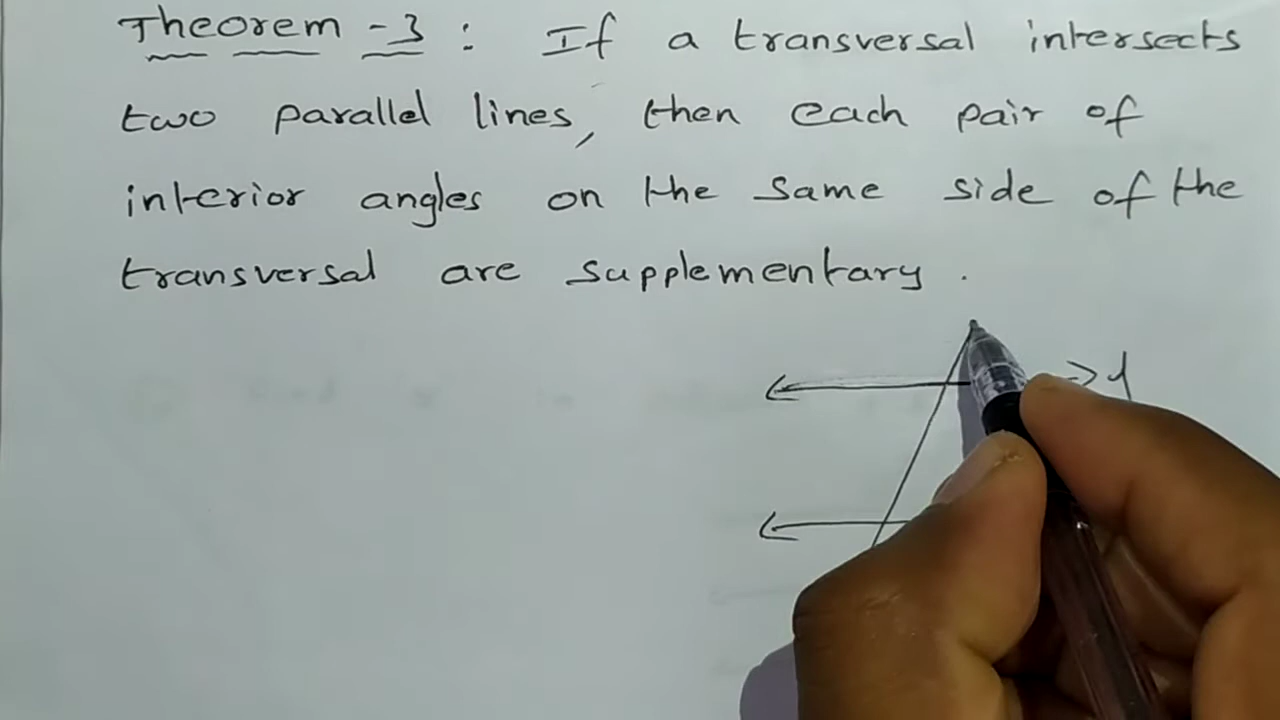 Theorem - 3 : If a transversal intersects
two parallel lines, then each pair of
interior angles on the same side of the
transversal are supplementary .